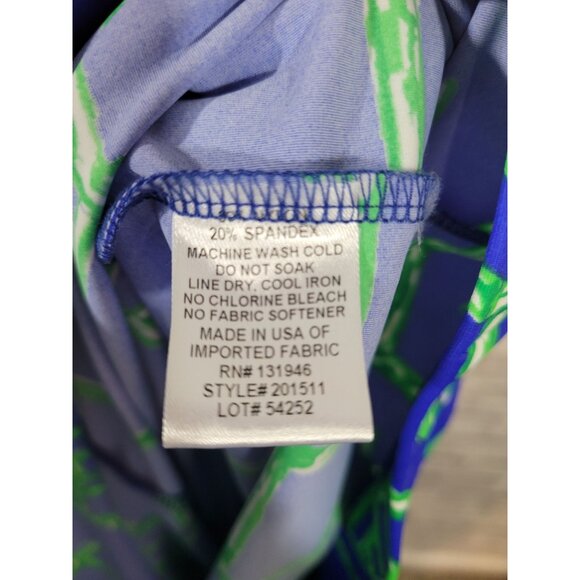 20% SPANDEX
MACHINE WASH COLD
DO NOT SOAK
LINE DRY, COOL IRON
NO CHLORINE BLEACH
NO FABRIC SOFTENER
MADE IN USA OF
IMPORTED FABRIC
RN# 131946
STYLE# 201511
LOT# 54252